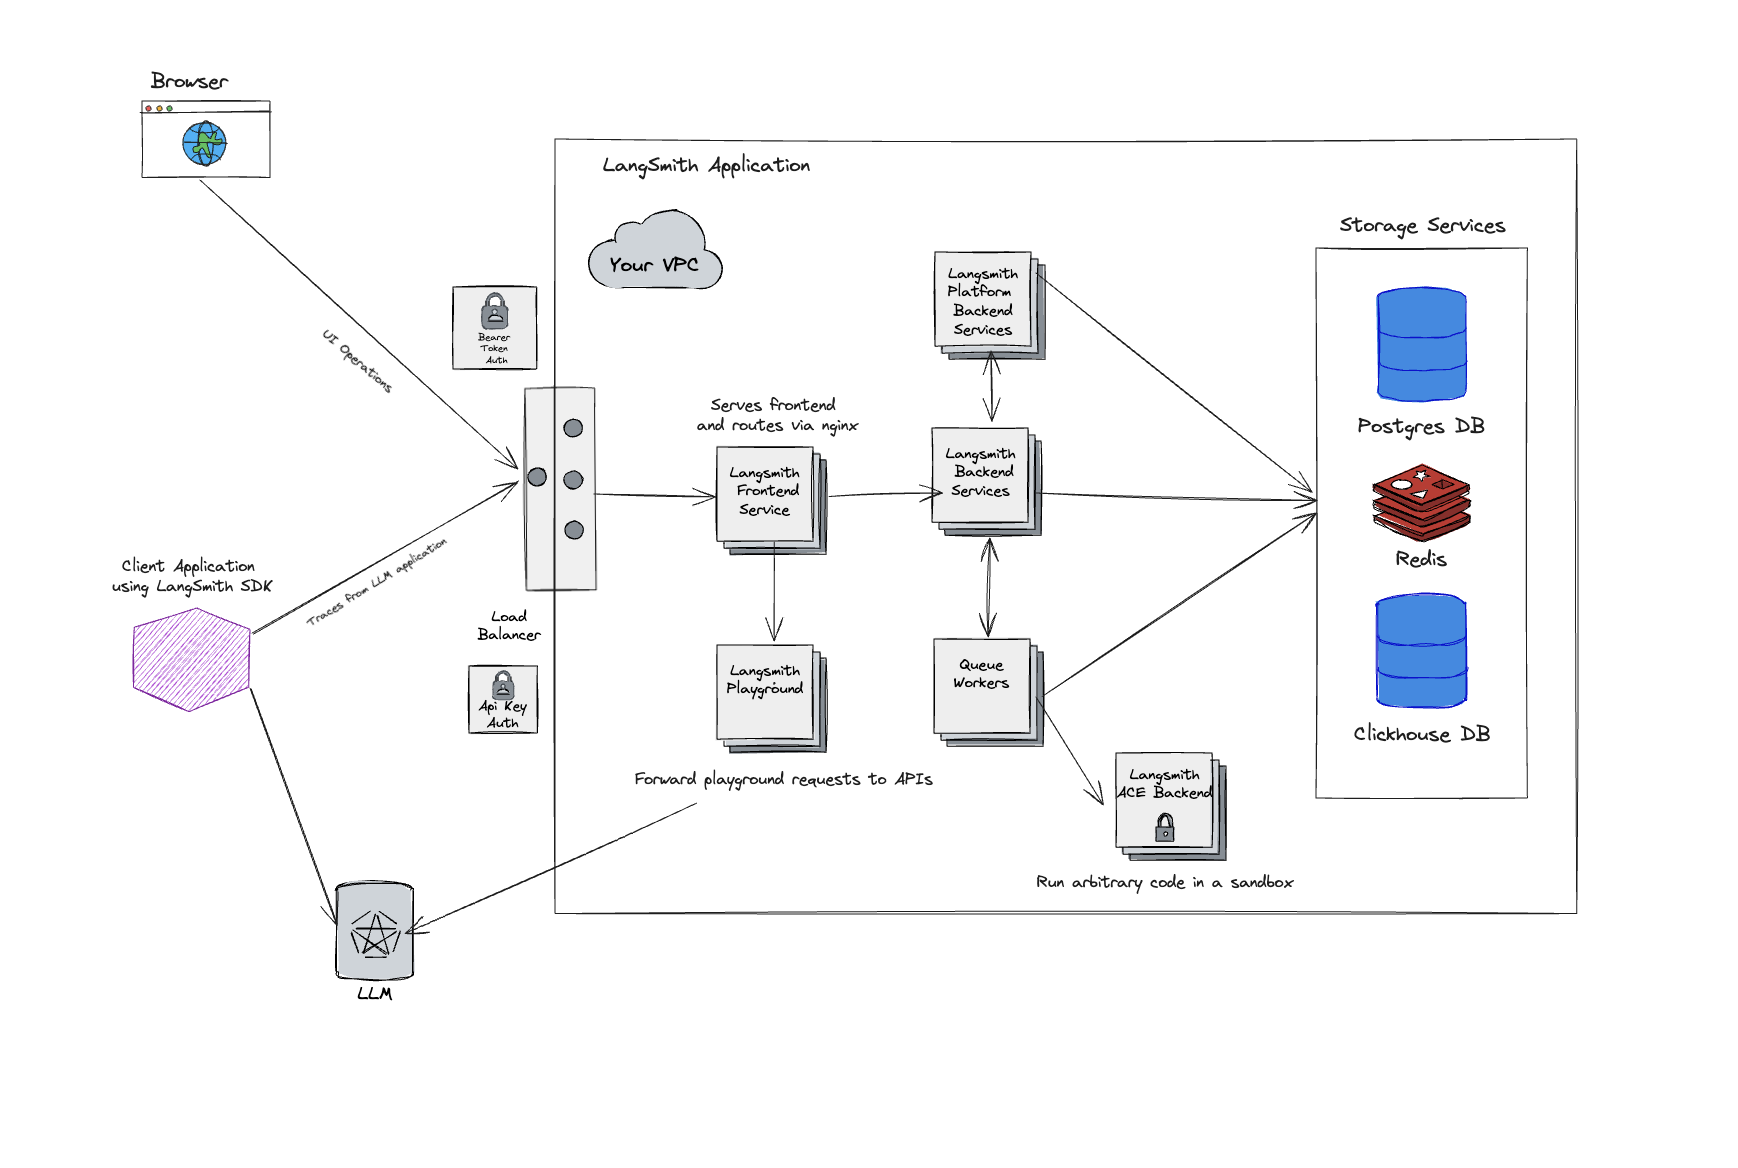 Browser
UI Operations
Client Application
using LangSmith SDK
Traces from LLM application
Bearer
Token
Auth
Load
Balancer
Api Key
Auth
LLM
LangSmith Application
Your VPC
Serves frontend
and routes via nginx
Langsmith
Frontend
Service
Langsmith
Playground
Forward playground requests to APIs
Langsmith
Platform
Backend
Services
Langsmith
Backend
Services
Queue
Workers
Langsmith
ACE Backend
Run arbitrary code in a sandbox
Storage Services
Postgres DB
Redis
Clickhouse DB